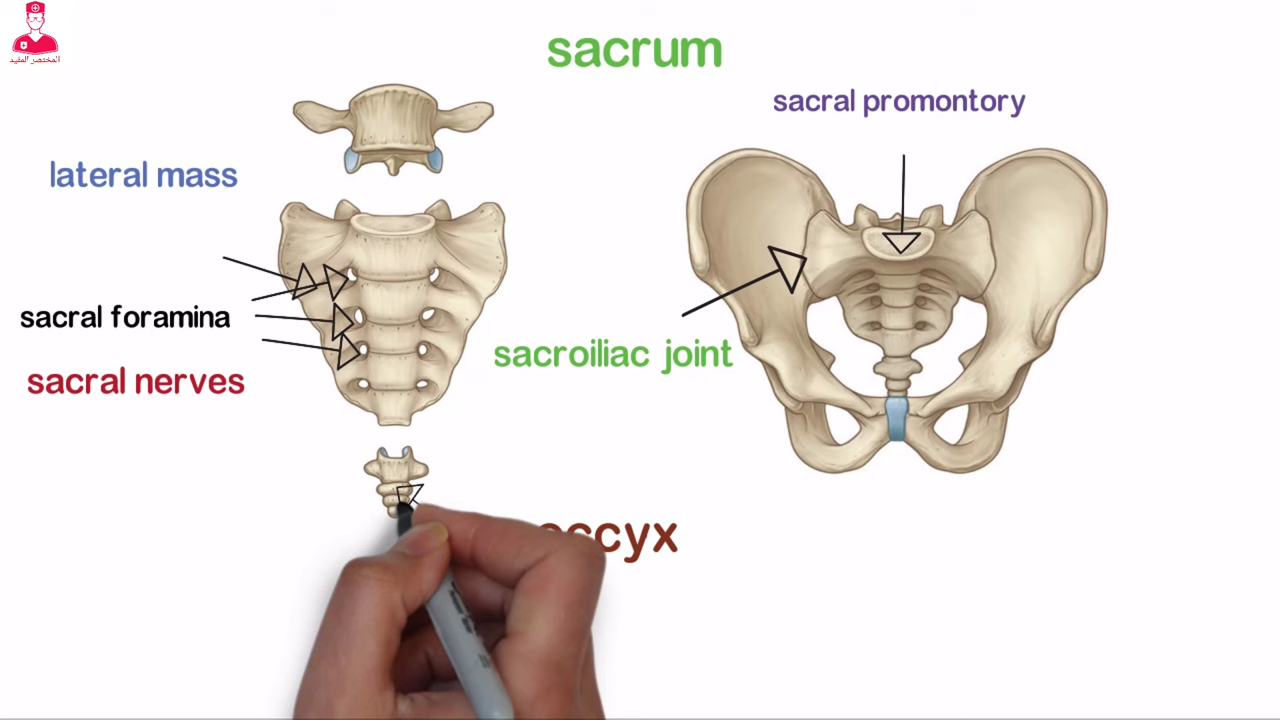 المختصر المفيد
sacrum
sacral promontory
lateral mass
sacral foramina
sacroiliac joint
sacral nerves